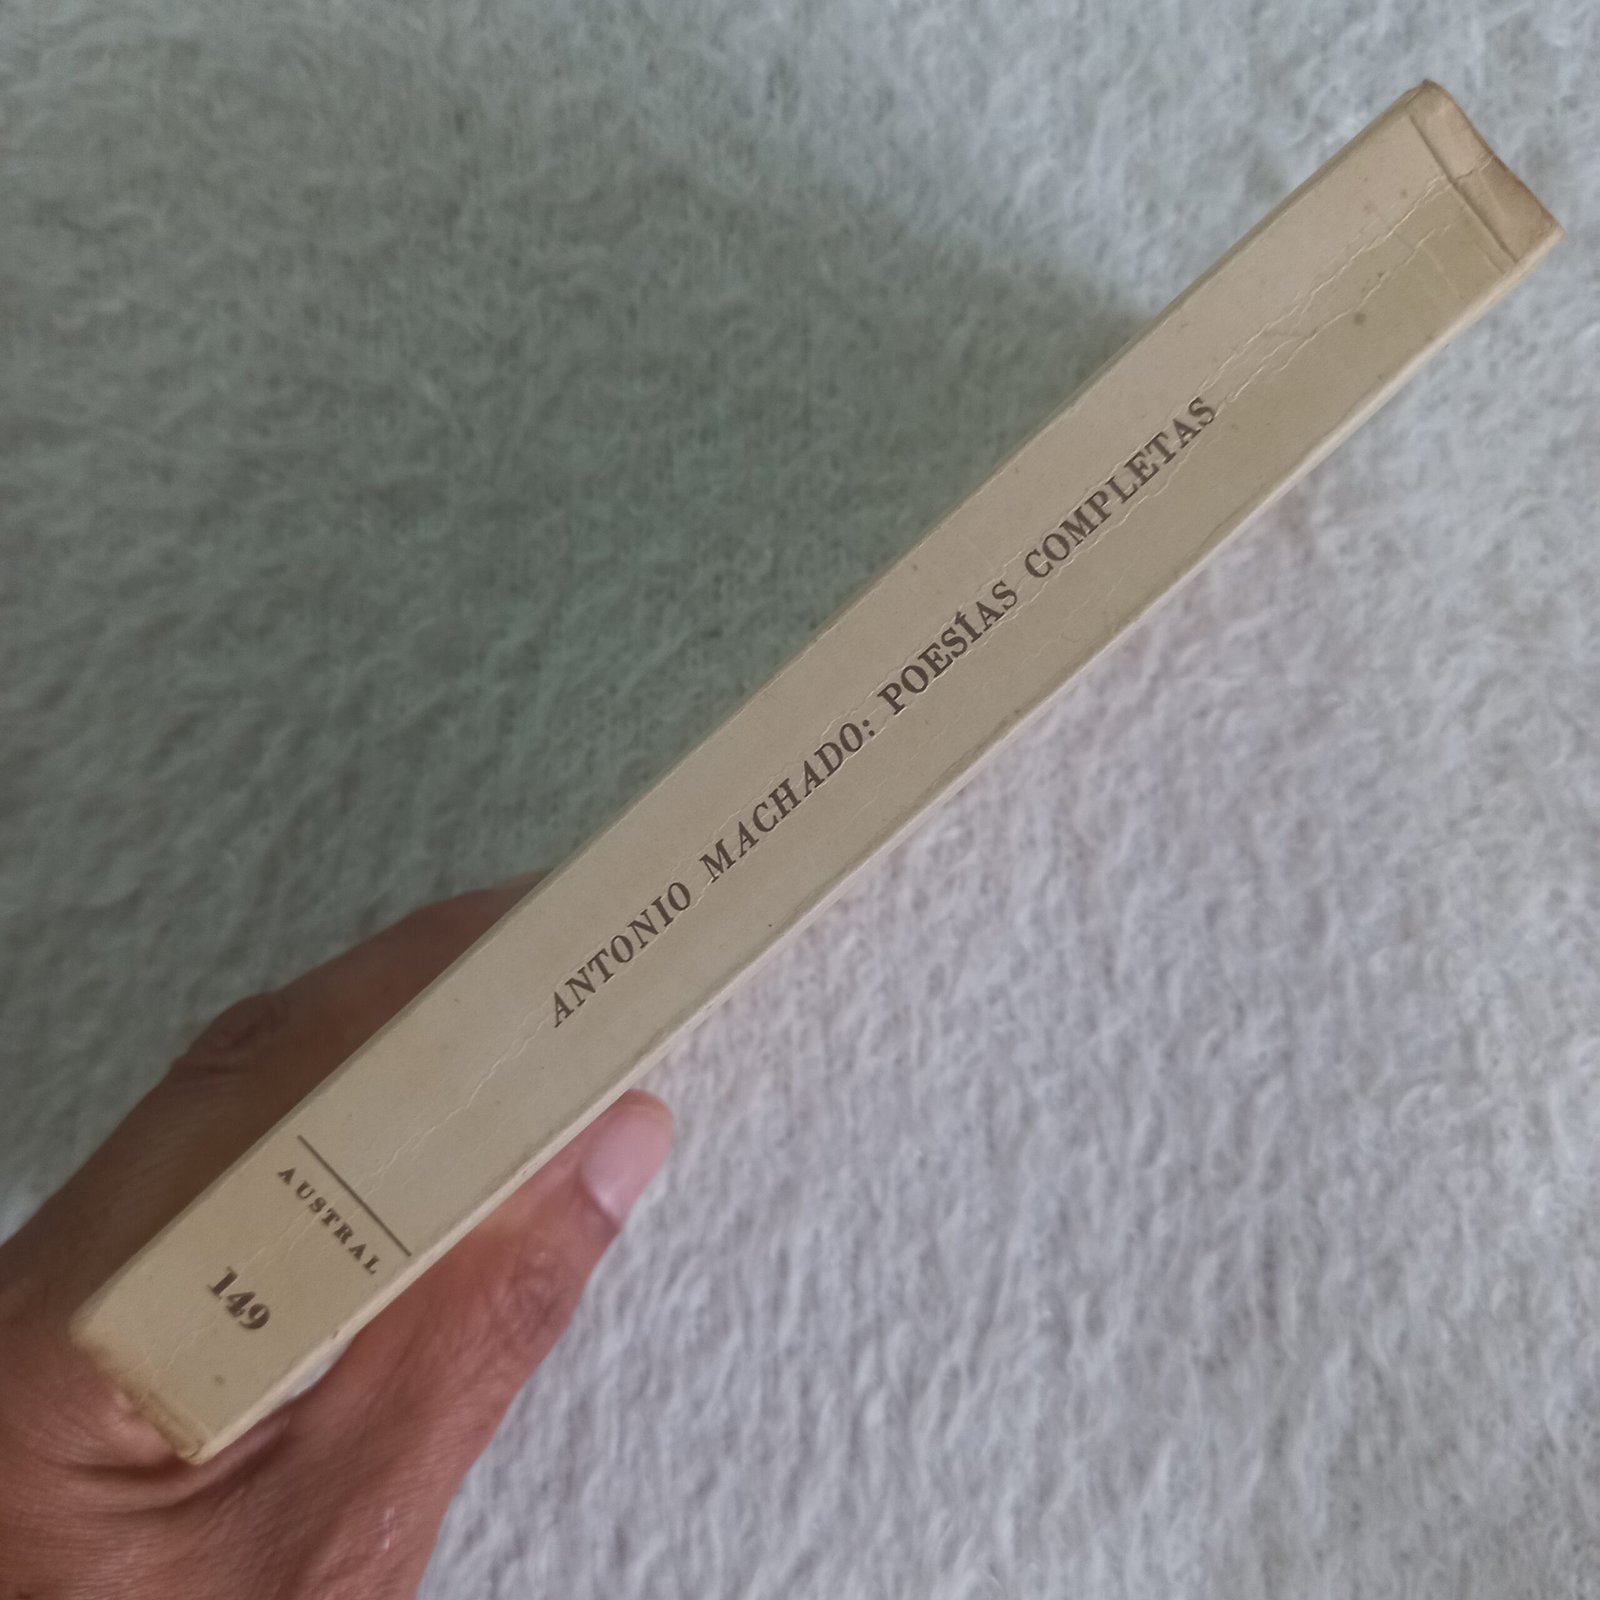 ANTONIO MACHADO: POESÍAS COMPLETAS
AUSTRAL
149